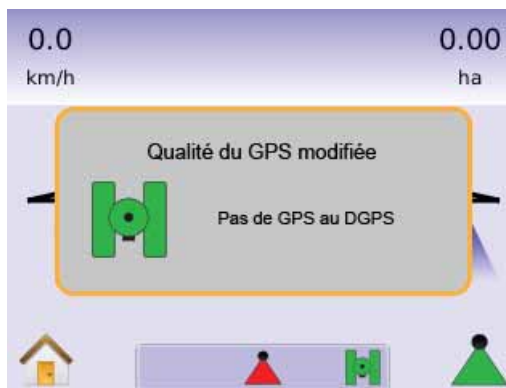 0.0
0.00
km/h
ha
Qualité du GPS modifiée
Pas de GPS au DGPS